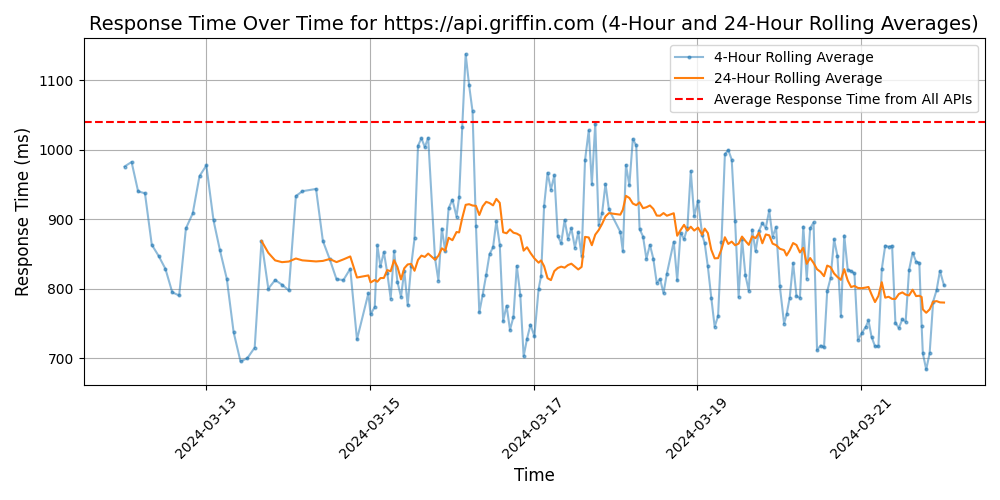 Response Time Over Time for https://api.griffin.com (4-Hour and 24-Hour Rolling Averages)
4-Hour Rolling Average
24-Hour Rolling Average
Average Response Time from All APIs
Response Time (ms)
1100
1000
900
800
700
2024-03-13
2024-03-15
2024-03-17
2024-03-19
2024-03-21
Time